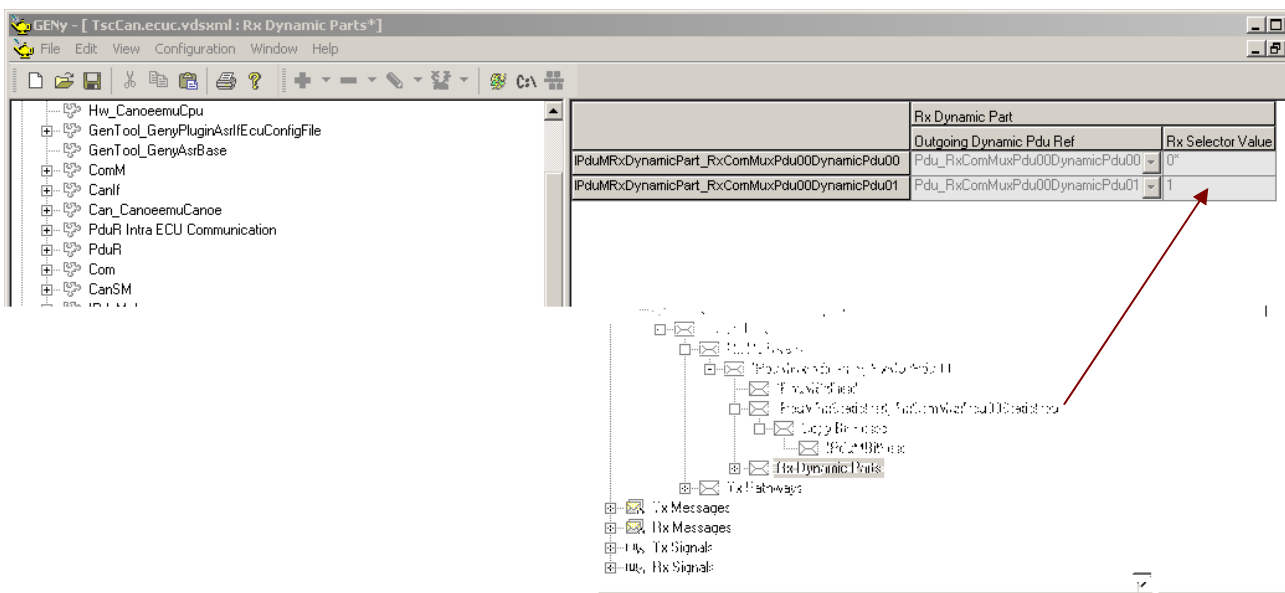 GENy - [ TscCan.ecuc.vdsxml : Rx Dynamic Parts*]
File Edit View Configuration Window Help
C:\
Hw_CanoeemuCpu
GenTool_GenyPluginAsrIfEcuConfigFile
GenTool_GenyAsrBase
ComM
CanIf
Can_CanoeemuCanoe
PduR Intra ECU Communication
PduR
Com
CanSM
Rx Dynamic Part
Outgoing Dynamic Pdu Ref Rx Selector Value
IPduMRxDynamicPart_RxComMuxPdu00DynamicPdu00 Pdu_RxComMuxPdu00DynamicPdu00 0*
IPduMRxDynamicPart_RxComMuxPdu00DynamicPdu01 Pdu_RxComMuxPdu00DynamicPdu01 1
Rx Dynamic Parts
Tx Pathways
Tx Messages
Rx Messages
Tx Signals
Rx Signals